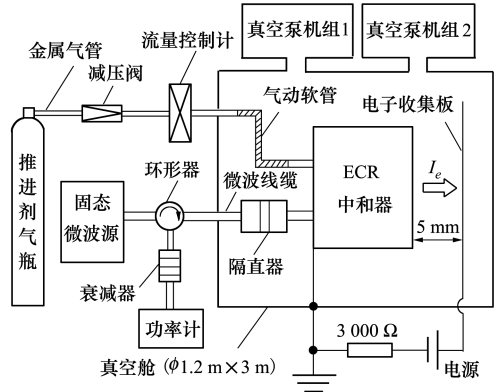 真空泵机组1
真空泵机组2
流量控制计
金属气管
减压阀
气动软管
电子收集板
推进剂气瓶
环形器
微波线缆
ECR
中和器
Ie
固态
微波源
5 mm
隔直器
衰减器
功率计
3 000 Ω
真空舱 (ϕ1.2 m×3 m)
电源